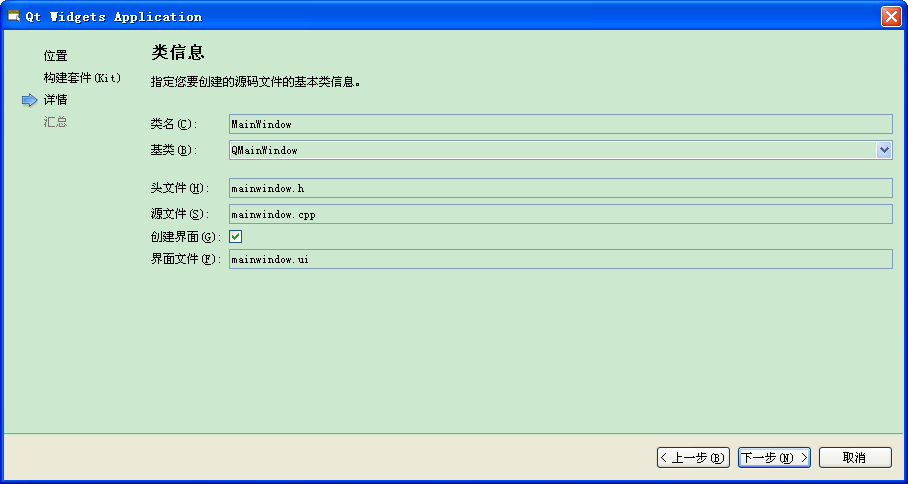 Qt Widgets Application
位置
构建套件(Kit)
详情
汇总
类信息
指定您要创建的源码文件的基本类信息。
类名(C): MainWindow
基类(B): QMainWindow
头文件(H): mainwindow.h
源文件(S): mainwindow.cpp
创建界面(G):
界面文件(F): mainwindow.ui
< 上一步(B) 下一步(N) > 取消